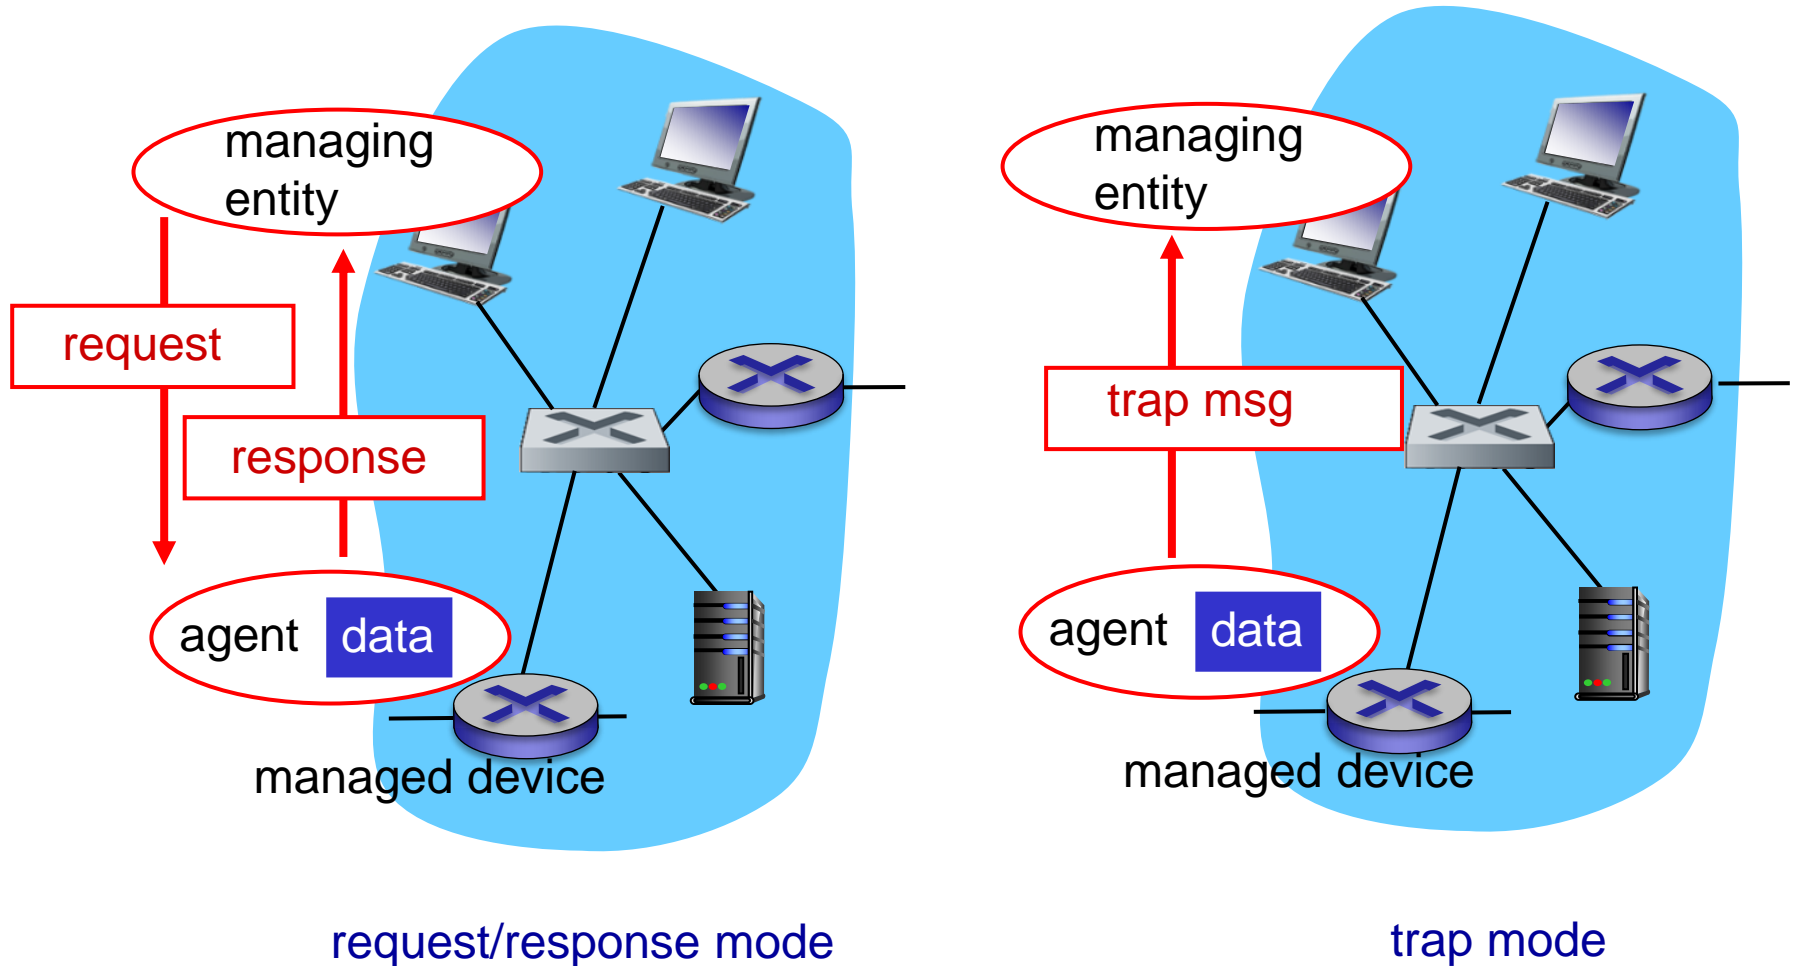 managing
entity
request
response
agent data
managed device
request/response mode
managing
entity
trap msg
agent data
managed device
trap mode